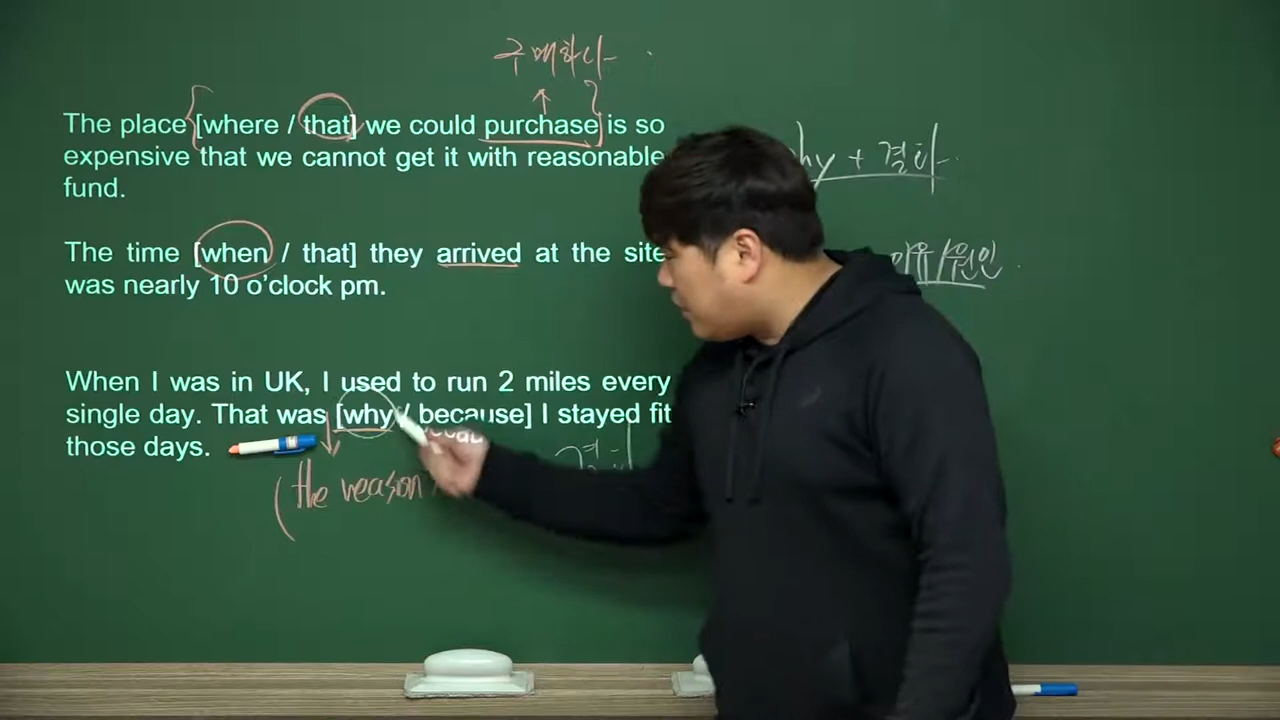 구매하다
The place [where / that] we could purchase is so
expensive that we cannot get it with reasonable
fund.
hy + 결과
The time [when / that] they arrived at the site
was nearly 10 o'clock pm.
이유/원인
When I was in UK, I used to run 2 miles every
single day. That was [why / because] I stayed fit
those days.
(the reason